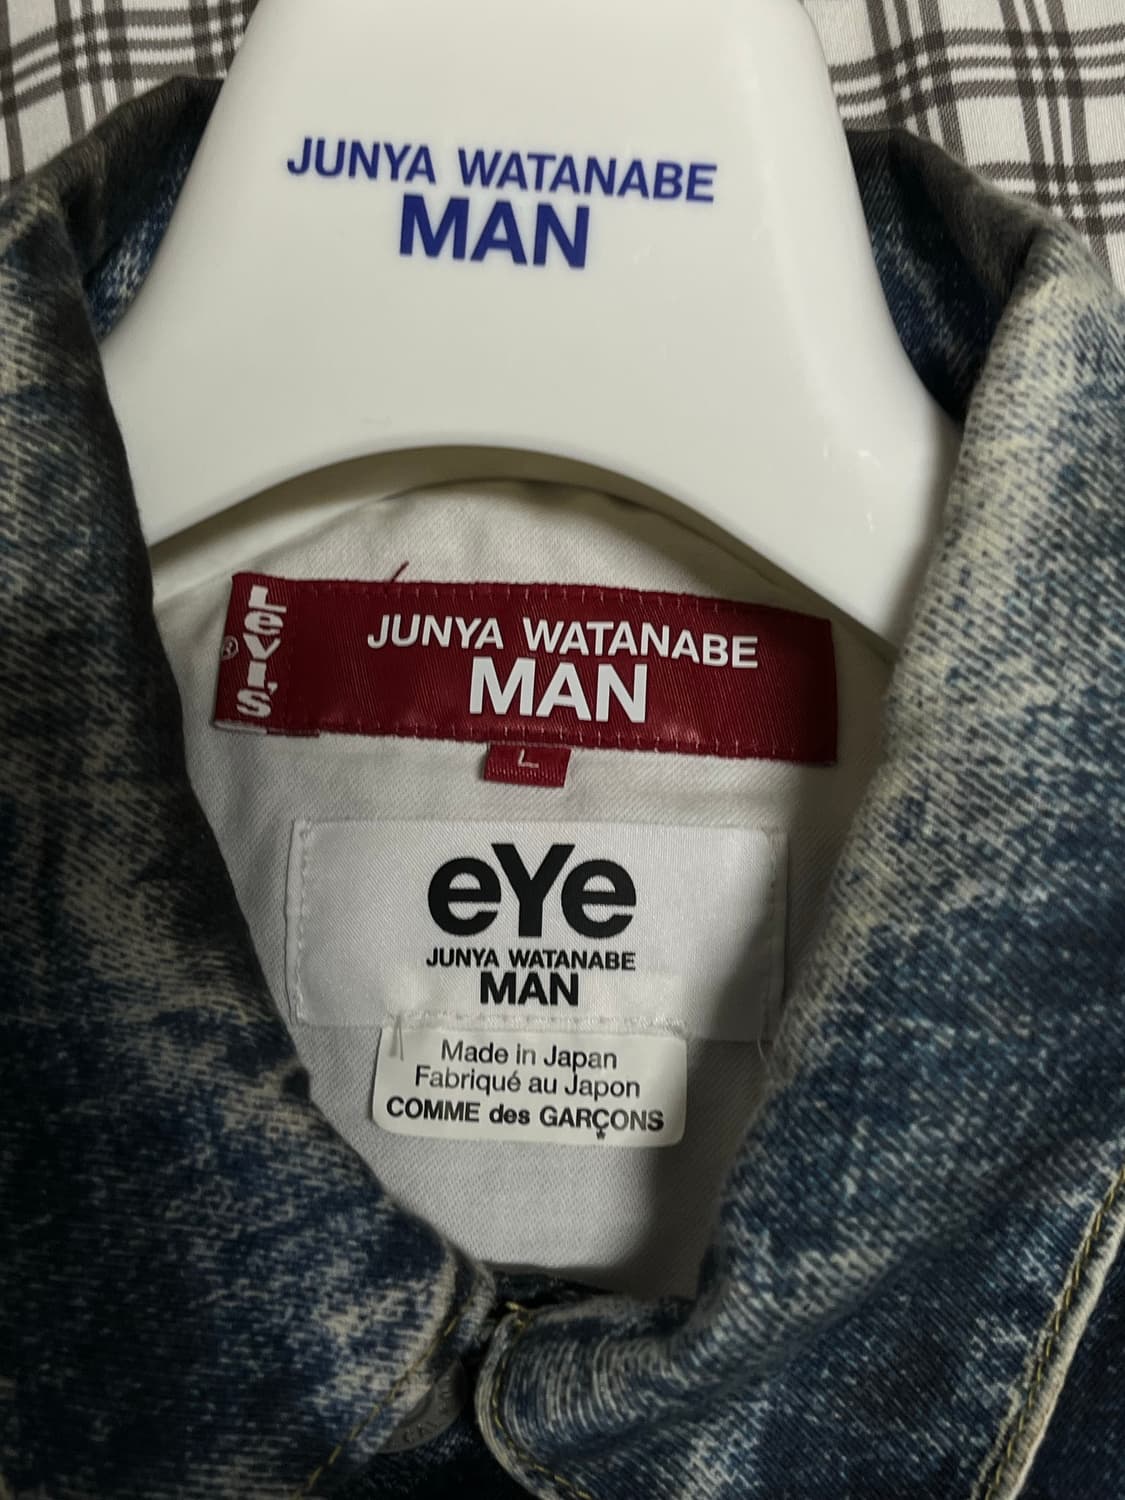 JUNYA WATANABE
MAN
Levi's
®
JUNYA WATANABE
MAN
L
eYe
JUNYA WATANABE
MAN
Made in Japan
Fabriqué au Japon
COMME des GARÇONS